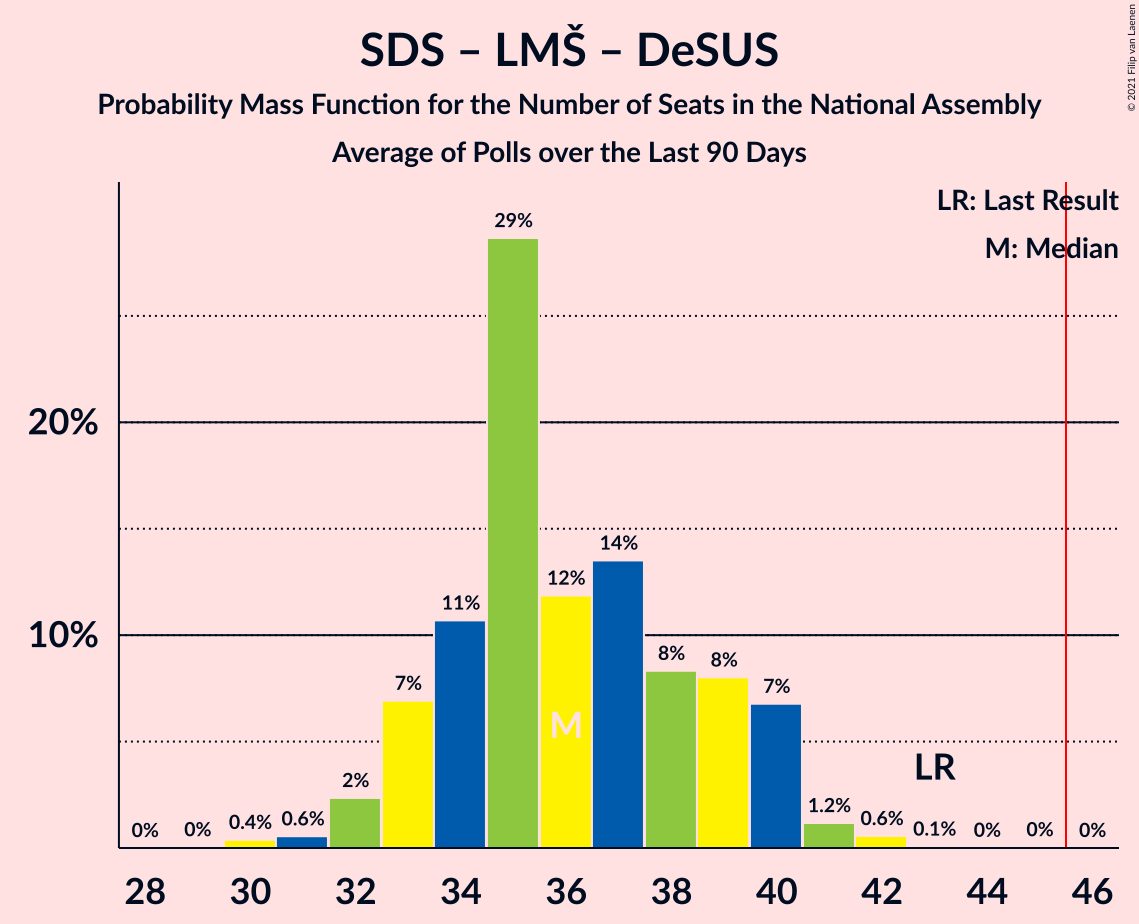 SDS – LMŠ – DeSUS
Probability Mass Function for the Number of Seats in the National Assembly
Average of Polls over the Last 90 Days
© 2021 Filip van Laenen
LR: Last Result
M: Median
20%
10%
0%
0%
0.4%
0.6%
2%
7%
11%
29%
12%
14%
8%
8%
7%
1.2%
0.6%
0.1%
0%
0%
0%
M
LR
28 30 32 34 36 38 40 42 44 46